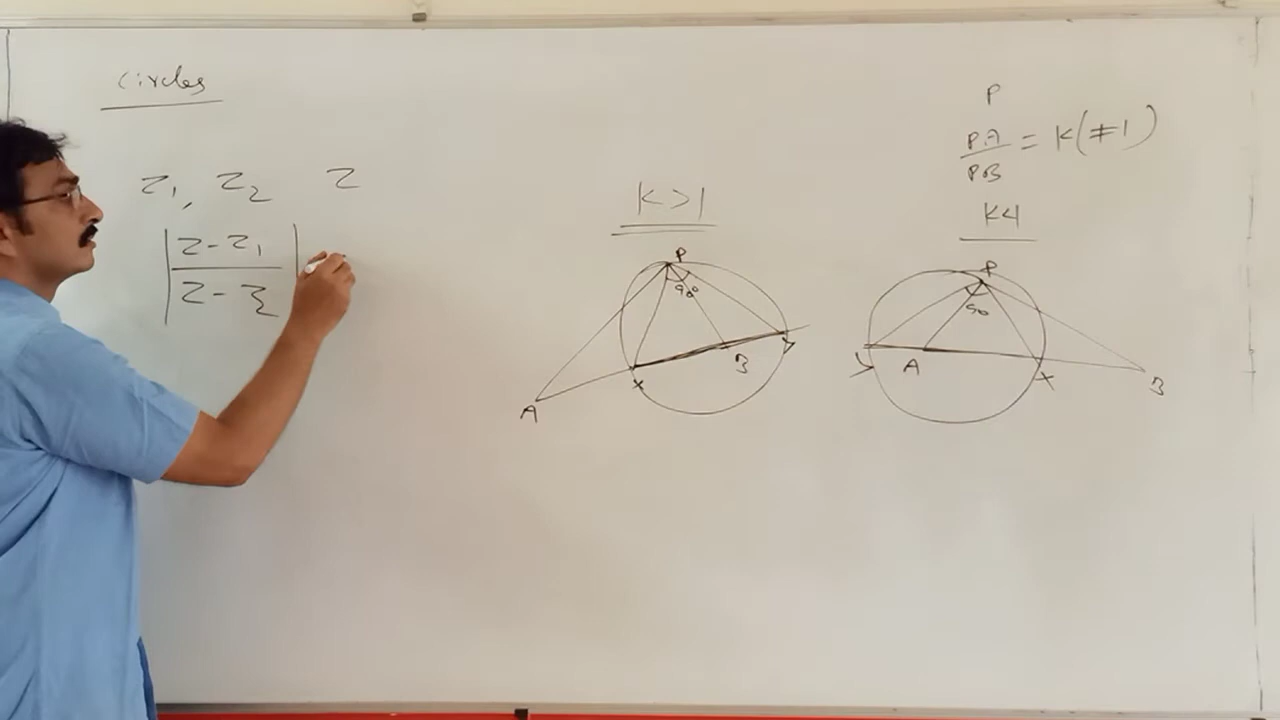 Circles
z₁, z₂ z
|z-z₁
z-z₂|
P
PA
PB = K(≠1)
K>1
K<1
P
90°
A
X
B
y
P
90
y
A
X
B